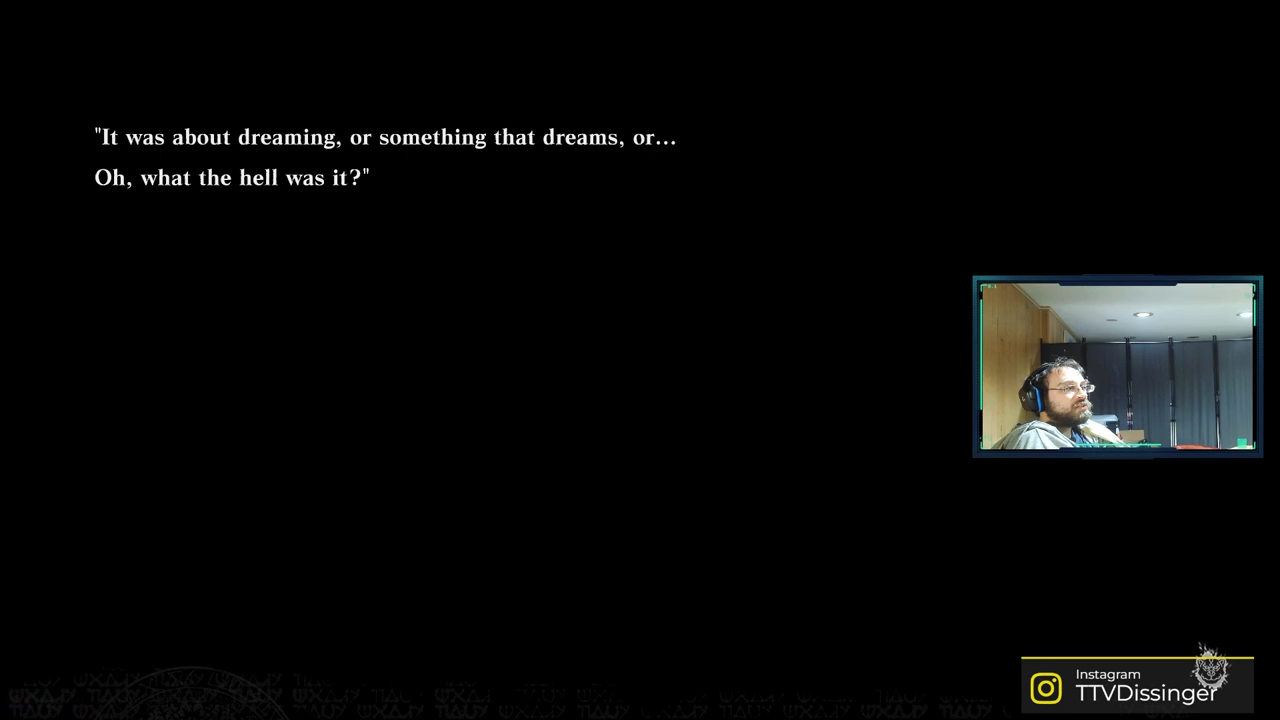 "It was about dreaming, or something that dreams, or...
Oh, what the hell was it?"
Instagram
TTVDissinger